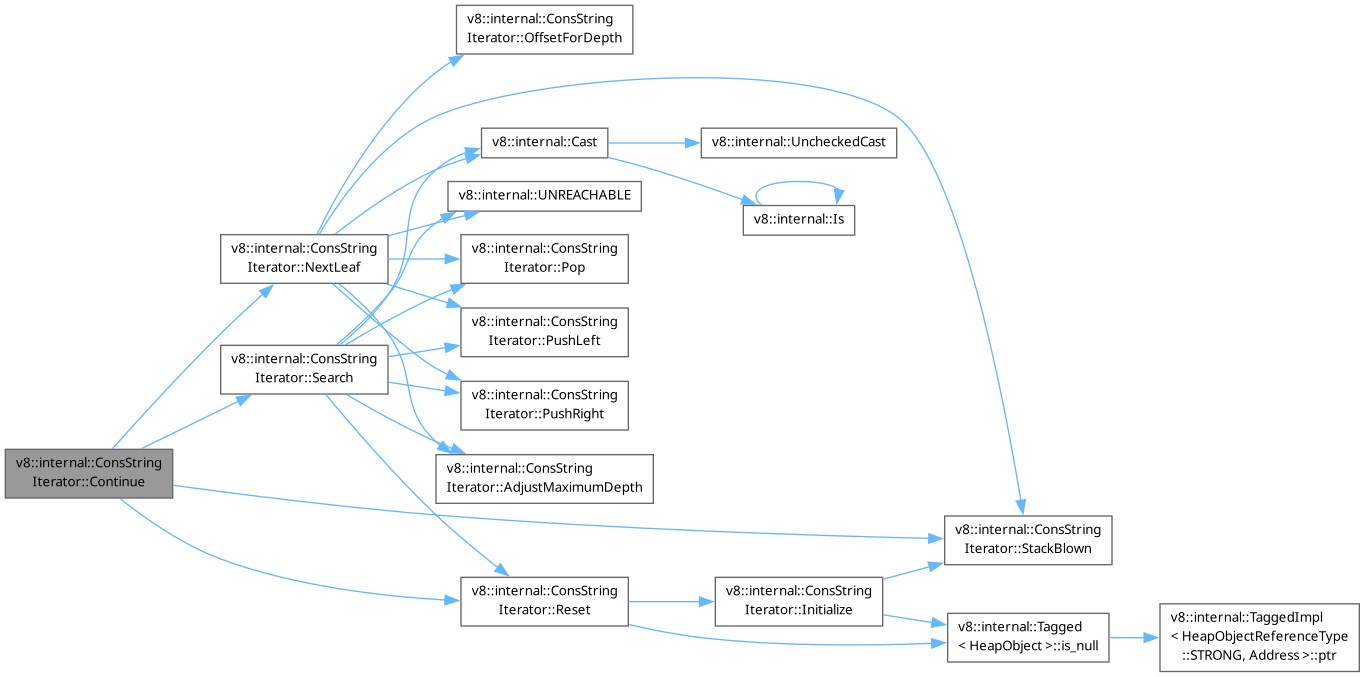 v8::internal::ConsString
Iterator::OffsetForDepth
v8::internal::Cast
v8::internal::UncheckedCast
v8::internal::UNREACHABLE
v8::internal::Is
v8::internal::ConsString
Iterator::NextLeaf
v8::internal::ConsString
Iterator::Pop
v8::internal::ConsString
Iterator::PushLeft
v8::internal::ConsString
Iterator::Search
v8::internal::ConsString
Iterator::PushRight
v8::internal::ConsString
Iterator::Continue
v8::internal::ConsString
Iterator::AdjustMaximumDepth
v8::internal::ConsString
Iterator::StackBlown
v8::internal::ConsString
Iterator::Reset
v8::internal::ConsString
Iterator::Initialize
v8::internal::Tagged
< HeapObject >::is_null
v8::internal::TaggedImpl
< HeapObjectReferenceType
::STRONG, Address >::ptr